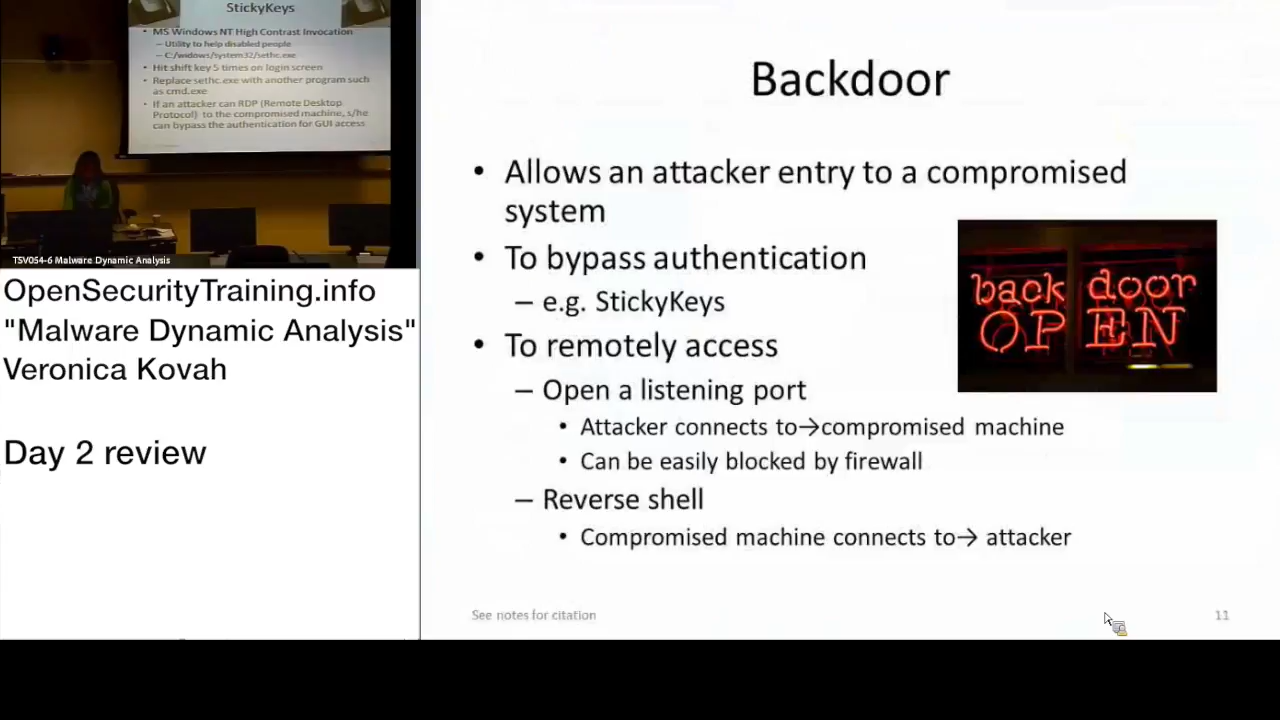 StickyKeys
• MS Windows NT High Contrast Invocation
– Utility to help disabled people
– C:/widows/system32/sethc.exe
• Hit shift key 5 times on login screen
• Replace sethc.exe with another program such
as cmd.exe
• If an attacker can RDP (Remote Desktop
Protocol) to the compromised machine, s/he
can bypass the authentication for GUI access
TSV054-6 Malware Dynamic Analysis
OpenSecurityTraining.info
"Malware Dynamic Analysis"
Veronica Kovah
Day 2 review
Backdoor
• Allows an attacker entry to a compromised
system
• To bypass authentication
– e.g. StickyKeys
• To remotely access
– Open a listening port
• Attacker connects to→compromised machine
• Can be easily blocked by firewall
– Reverse shell
• Compromised machine connects to→ attacker
back door
OPEN
See notes for citation
11